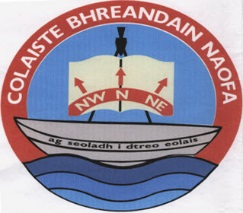 COLAISTE BHREANDAIN NAOFA
NW N NE
ag seoladh i dtreo eolais